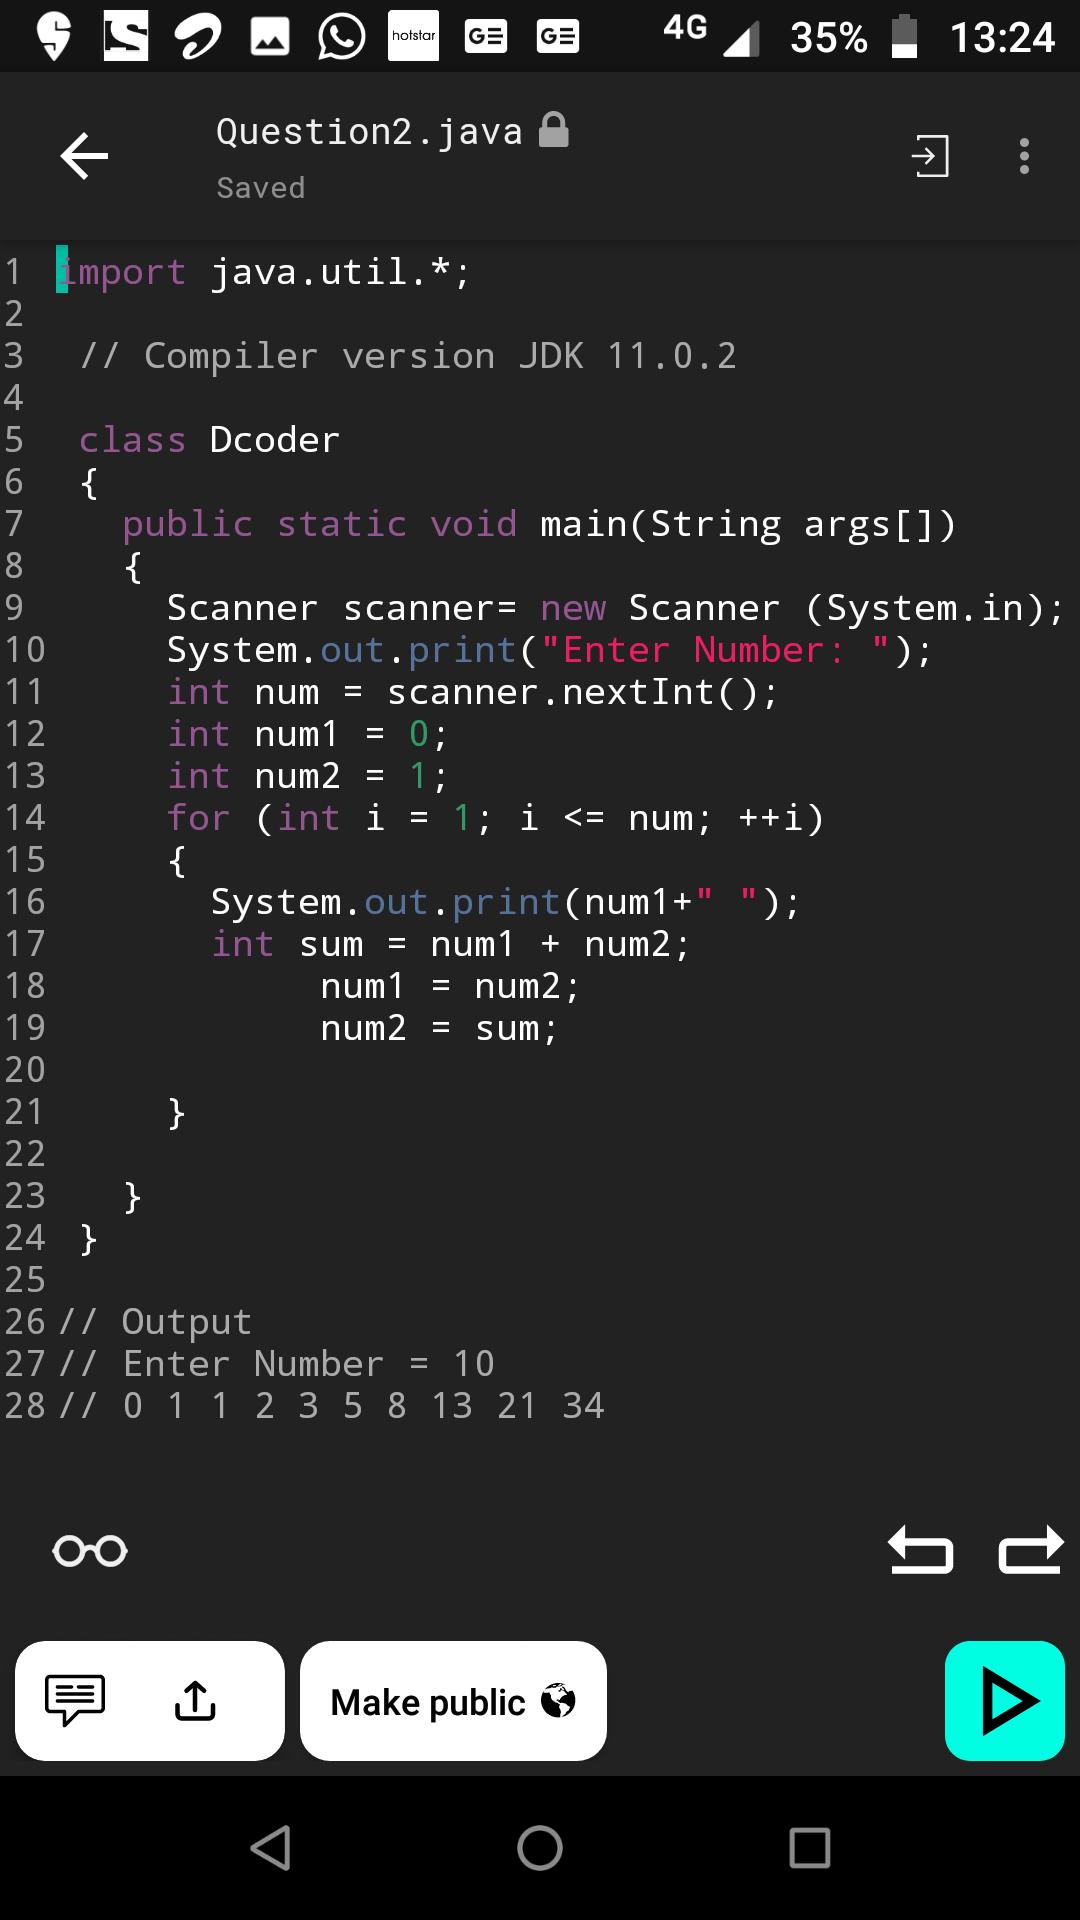 hotstar GE GE 4G 35% 13:24
Question2.java
Saved
1 import java.util.*;
2
3 // Compiler version JDK 11.0.2
4
5 class Dcoder
6 {
7 public static void main(String args[])
8 {
9 Scanner scanner= new Scanner (System.in);
10 System.out.print("Enter Number: ");
11 int num = scanner.nextInt();
12 int num1 = 0;
13 int num2 = 1;
14 for (int i = 1; i <= num; ++i)
15 {
16 System.out.print(num1+" ");
17 int sum = num1 + num2;
18 num1 = num2;
19 num2 = sum;
20
21 }
22
23 }
24 }
25
26 // Output
27 // Enter Number = 10
28 // 0 1 1 2 3 5 8 13 21 34
Make public